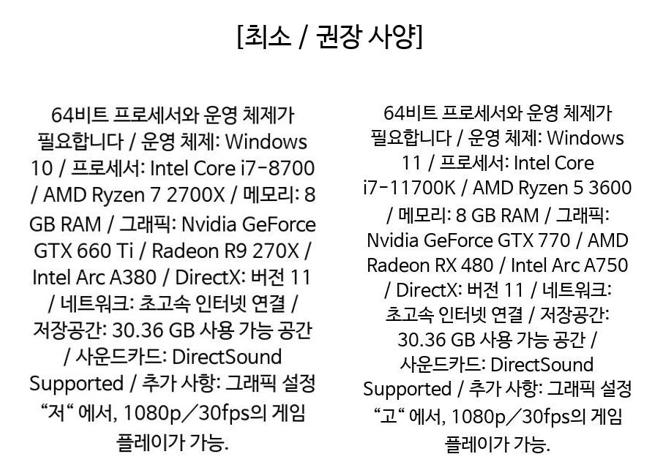 [최소 / 권장 사양]
64비트 프로세서와 운영 체제가
필요합니다 / 운영 체제: Windows
10 / 프로세서: Intel Core i7-8700
/ AMD Ryzen 7 2700X / 메모리: 8
GB RAM / 그래픽: Nvidia GeForce
GTX 660 Ti / Radeon R9 270X /
Intel Arc A380 / DirectX: 버전 11
/ 네트워크: 초고속 인터넷 연결 /
저장공간: 30.36 GB 사용 가능 공간
/ 사운드카드: DirectSound
Supported / 추가 사항: 그래픽 설정
“저“ 에서, 1080p／30fps의 게임
플레이가 가능.
64비트 프로세서와 운영 체제가
필요합니다 / 운영 체제: Windows
11 / 프로세서: Intel Core
i7-11700K / AMD Ryzen 5 3600
/ 메모리: 8 GB RAM / 그래픽:
Nvidia GeForce GTX 770 / AMD
Radeon RX 480 / Intel Arc A750
/ DirectX: 버전 11 / 네트워크:
초고속 인터넷 연결 / 저장공간:
30.36 GB 사용 가능 공간 /
사운드카드: DirectSound
Supported / 추가 사항: 그래픽 설정
“고“ 에서, 1080p／30fps의 게임
플레이가 가능.